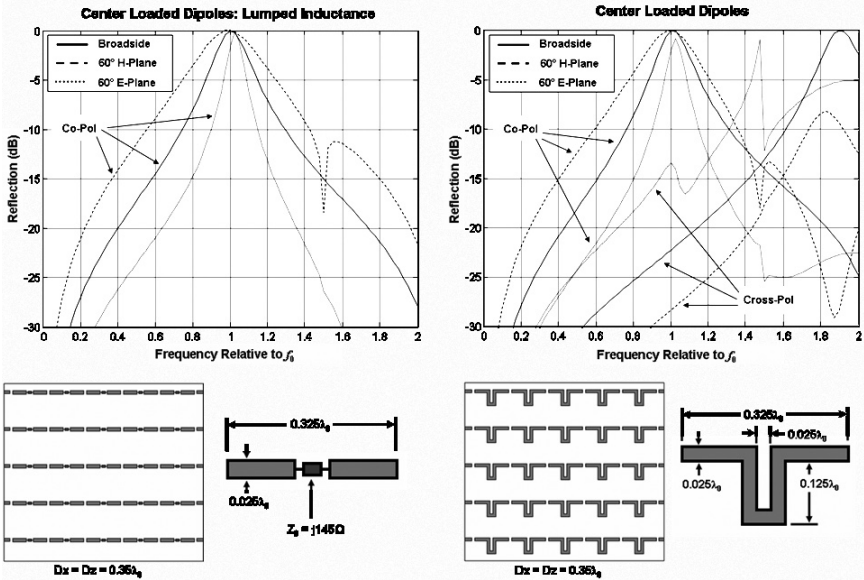 Center Loaded Dipoles: Lumped Inductance
0
-5
-10
-15
-20
-25
-30
Reflection (dB)
Broadside
60° H-Plane
60° E-Plane
Co-Pol
0
0.2
0.4
0.6
0.8
1
1.2
1.4
1.6
1.8
2
Frequency Relative to f₀
Center Loaded Dipoles
0
-5
-10
-15
-20
-25
-30
Reflection (dB)
Broadside
60° H-Plane
60° E-Plane
Co-Pol
Cross-Pol
0
0.2
0.4
0.6
0.8
1
1.2
1.4
1.6
1.8
2
Frequency Relative to f₀
0.325λ₀
0.025λ₀
Dx = Dz = 0.35λ₀
0.325λ₀
0.025λ₀
0.025λ₀
0.125λ₀
Dx = Dz = 0.35λ₀